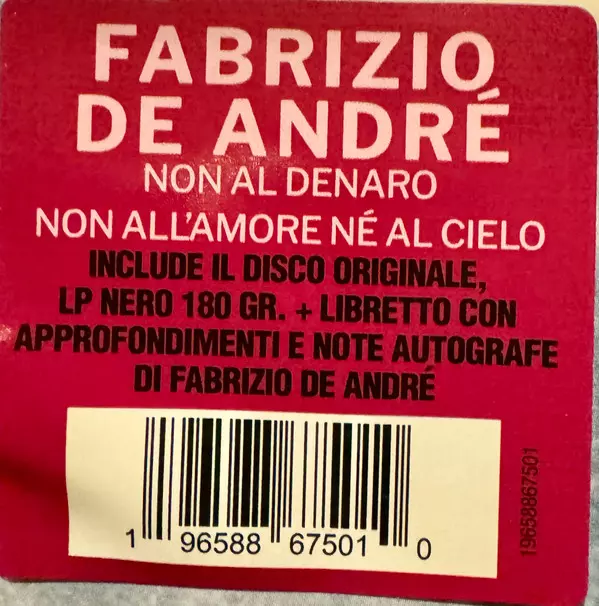 FABRIZIO
DE ANDRÉ
NON AL DENARO
NON ALL'AMORE NÉ AL CIELO
INCLUDE IL DISCO ORIGINALE,
LP NERO 180 GR. + LIBRETTO CON
APPROFONDIMENTI E NOTE AUTOGRAFE
DI FABRIZIO DE ANDRÉ
1 96588 67501 0
19658867501